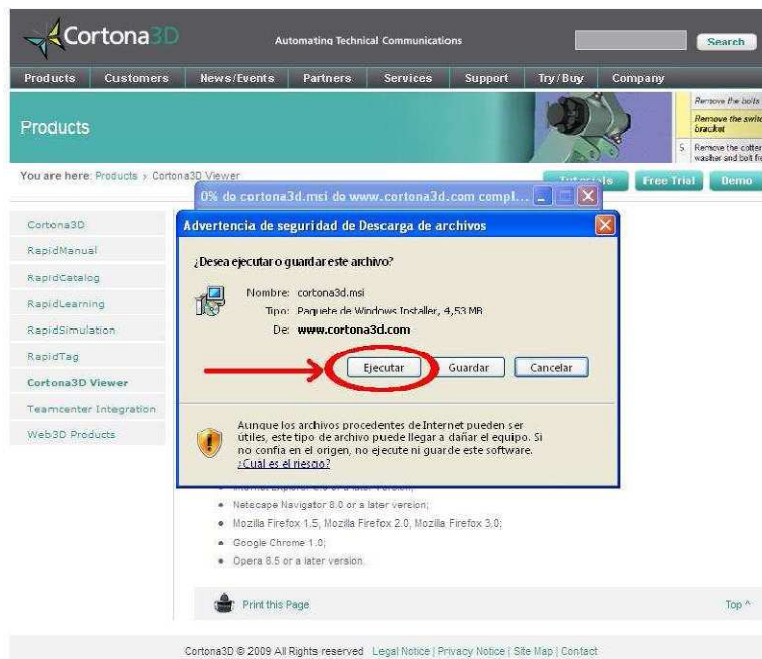 Cortona3D
Automating Technical Communications
Search
Products Customers News/Events Partners Services Support Try/Buy Company
Products
Remove the bolts
Remove the
bracket
5 Remove the cotter
washer and bolt
You are here: Products > Cortona3D Viewer
Tutorials Free Trial Demo
0% de cortona3d.msi de www.cortona3d.com compl...
Cortona3D
RapidManual
RapidCatalog
RapidLearning
RapidSimulation
RapidTag
Cortona3D Viewer
Teamcenter Integration
Web3D Products
Advertencia de seguridad de Descarga de archivos
¿Desea ejecutar o guardar este archivo?
Nombre: cortona3d.msi
Tipo: Paquete de Windows Installer, 4,53 MB
De: www.cortona3d.com
Ejecutar Guardar Cancelar
Aunque los archivos procedentes de Internet pueden ser
útiles, este tipo de archivo puede llegar a dañar el equipo. Si
no confía en el origen, no ejecute ni guarde este software.
¿Cuál es el riesgo?
Netscape Navigator 8.0 or a later version;
Mozilla Firefox 1.5, Mozilla Firefox 2.0, Mozilla Firefox 3.0;
Google Chrome 1.0;
Opera 8.5 or a later version.
Print this Page
Top ^
Cortona3D © 2009 All Rights reserved Legal Notice | Privacy Notice | Site Map | Contact